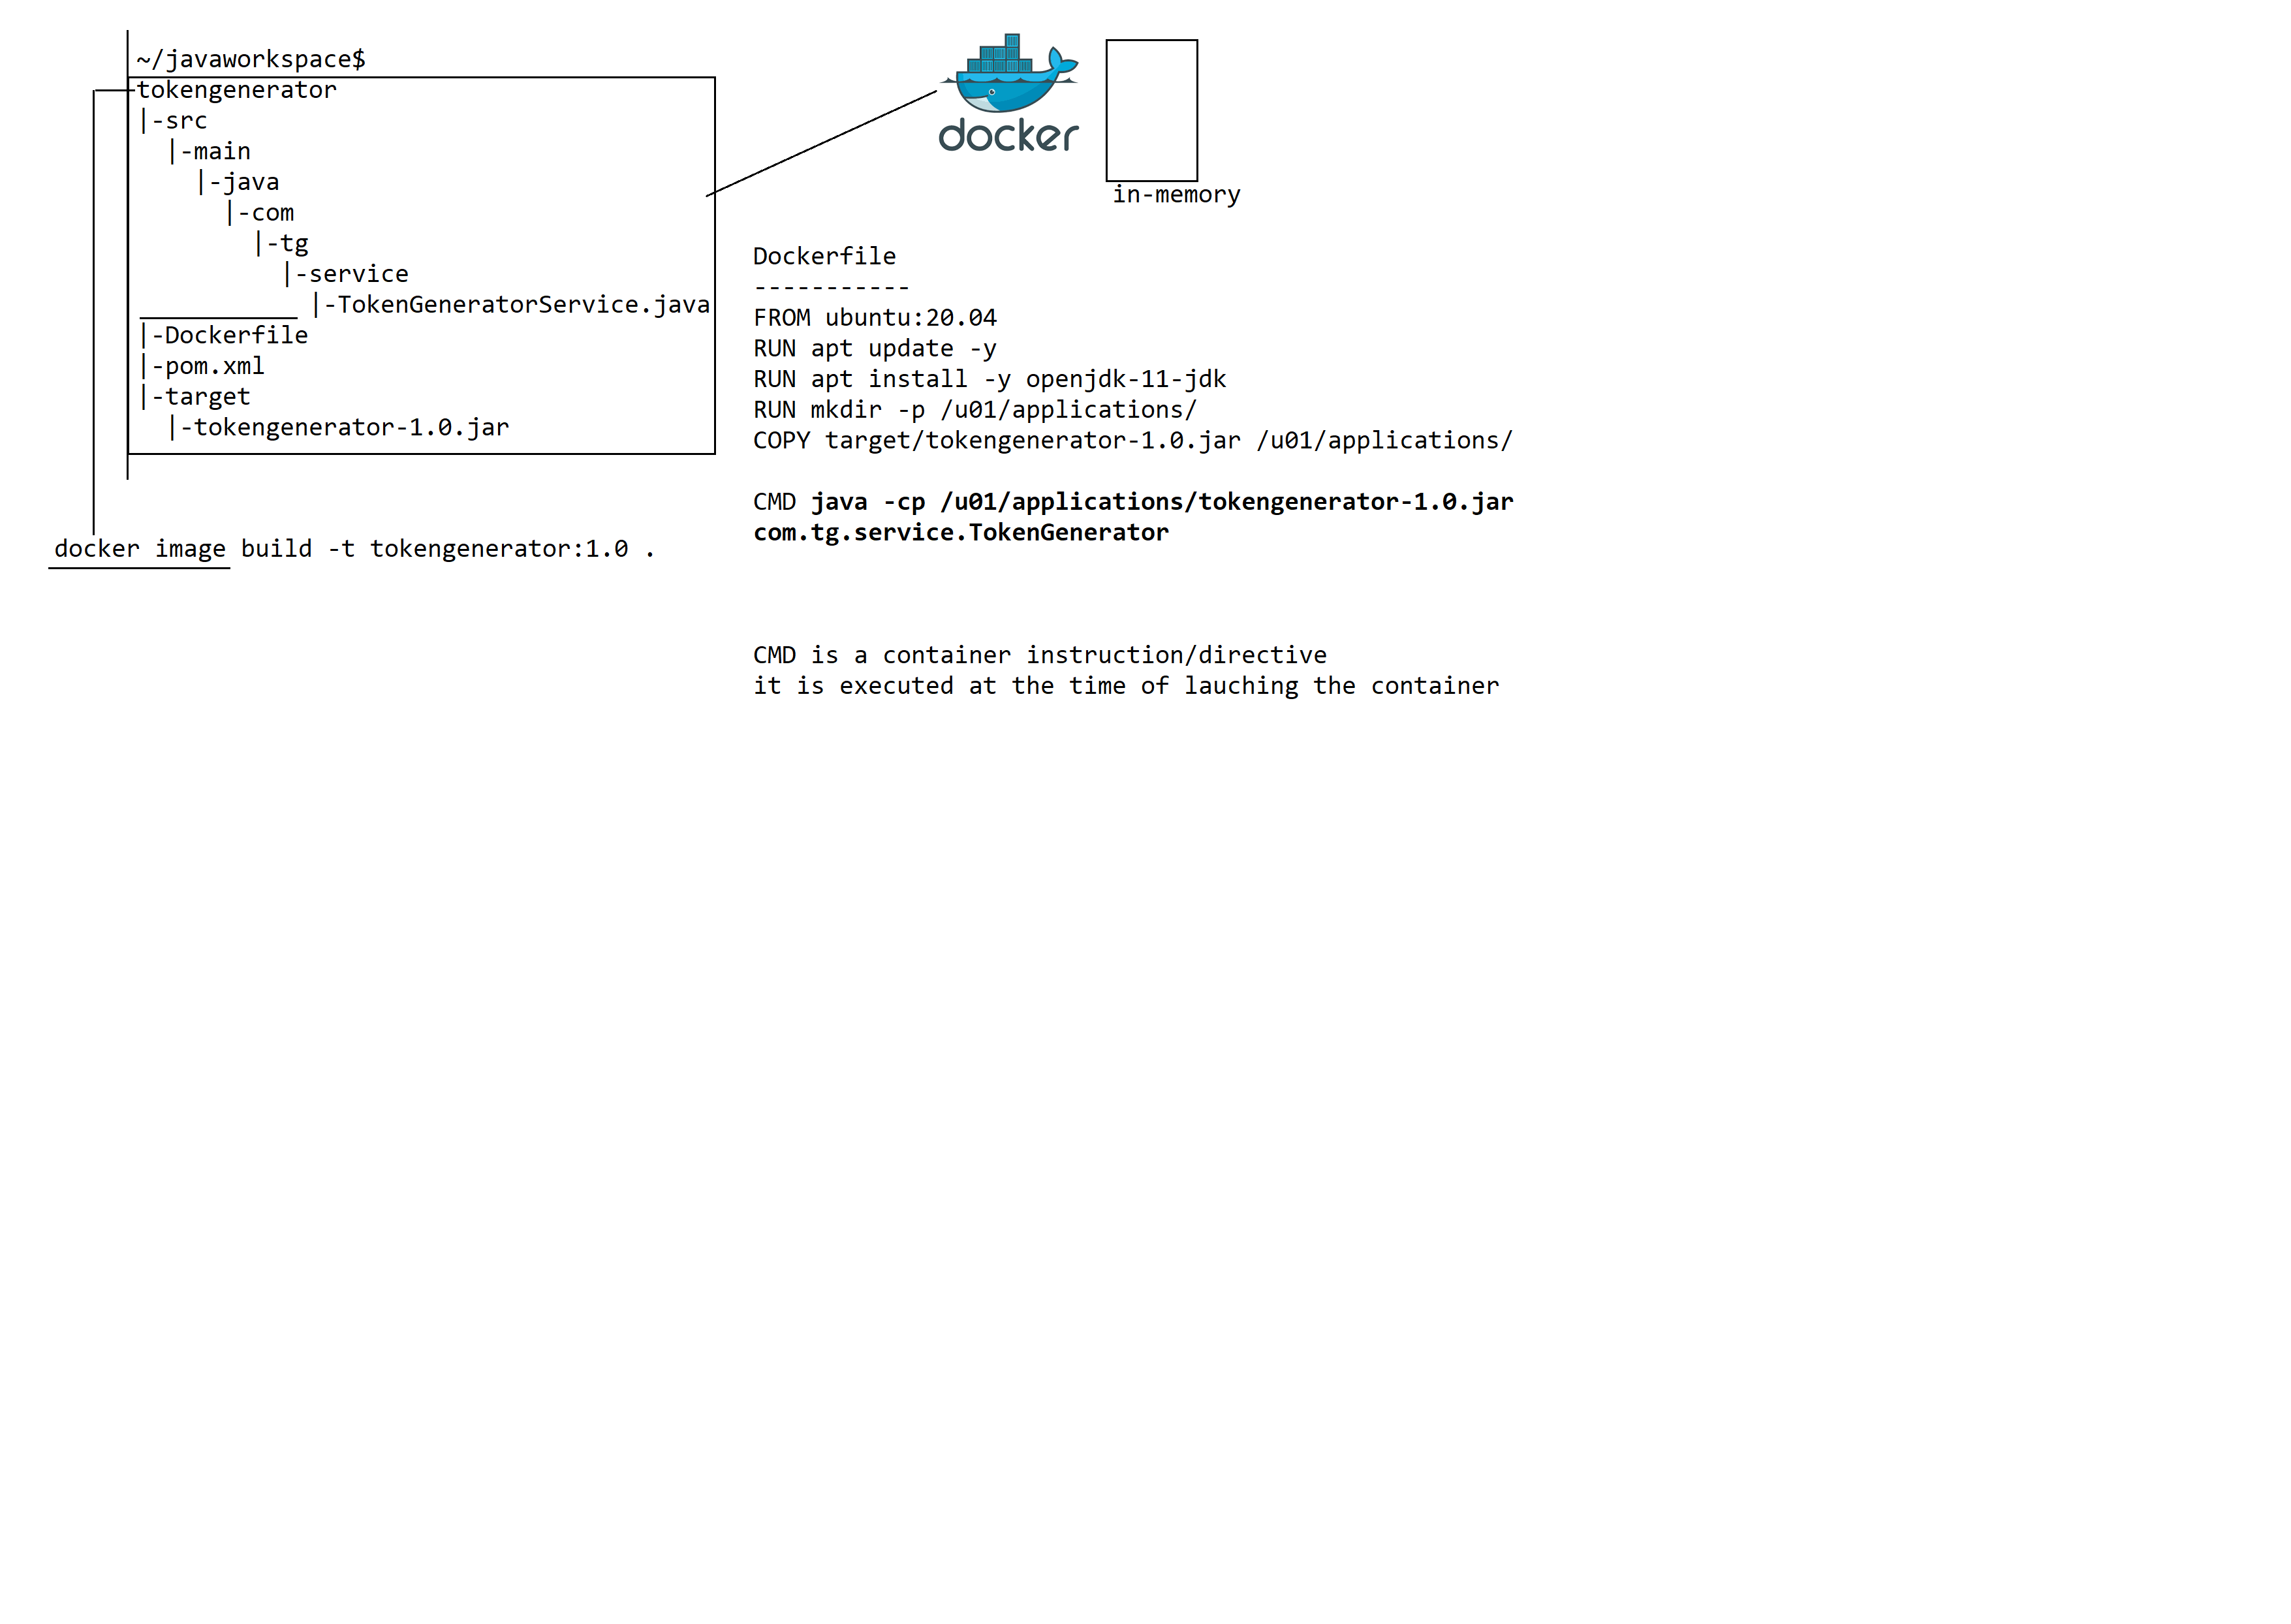 ~/javaworkspace$
tokengenerator
|-src
  |-main
    |-java
      |-com
        |-tg
          |-service
            |-TokenGeneratorService.java
|-Dockerfile
|-pom.xml
|-target
  |-tokengenerator-1.0.jar
docker image build -t tokengenerator:1.0 .
docker
in-memory
Dockerfile
-----------
FROM ubuntu:20.04
RUN apt update -y
RUN apt install -y openjdk-11-jdk
RUN mkdir -p /u01/applications/
COPY target/tokengenerator-1.0.jar /u01/applications/
CMD java -cp /u01/applications/tokengenerator-1.0.jar
com.tg.service.TokenGenerator
CMD is a container instruction/directive
it is executed at the time of lauching the container